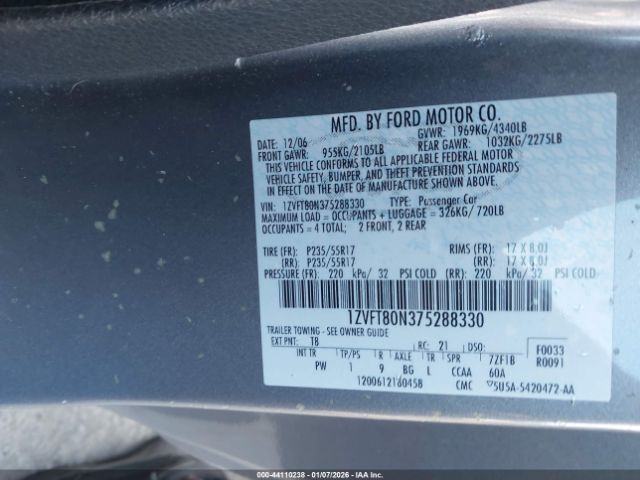 MFD. BY FORD MOTOR CO.
12/06 GVWR: 1969KG/4340LB
FRONT GAWR: 955KG/2105LB REAR GAWR: 1032KG/2275LB
THIS VEHICLE CONFORMS TO ALL APPLICABLE FEDERAL MOTOR
VEHICLE SAFETY, BUMPER, AND THEFT PREVENTION STANDARDS
IN EFFECT ON THE DATE OF MANUFACTURE SHOWN ABOVE.
VIN: 1ZVFT80N375288330 TYPE: Passenger Car
MAXIMUM LOAD = OCCUPANTS + LUGGAGE = 326KG/720LB
OCCUPANTS = 4 TOTAL; 2 FRONT, 2 REAR
TIRE (FR): P235/55R17 RIMS (FR): 17 X 8.0J
(RR): P235/55R17 (RR): 17 X 8.0J
PRESSURE (FR): 220 kPa/ 32 PSI COLD (RR): 220 kPa/ 32 PSI COLD
1ZVFT80N375288330
TRAILER TOWING - SEE OWNER GUIDE
EXT PNT: TB RC: 21 DSO: F0033
INT TR TP/PS R AXLE TR SPR 7ZF1B R0091
PW 1 9 BG L CCAA 60A
1200612160458 CMC 5U5A-5420472-AA
000-44110238 - 01/07/2026 - IAAI.com